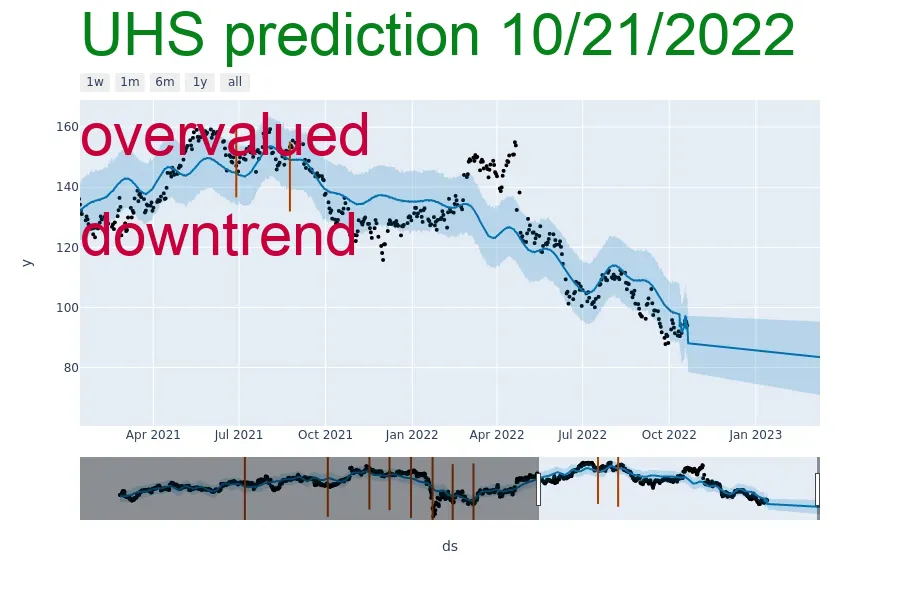 UHS prediction 10/21/2022
1w 1m 6m 1y all
overvalued
downtrend
y
160
140
120
100
80
Apr 2021 Jul 2021 Oct 2021 Jan 2022 Apr 2022 Jul 2022 Oct 2022 Jan 2023
ds